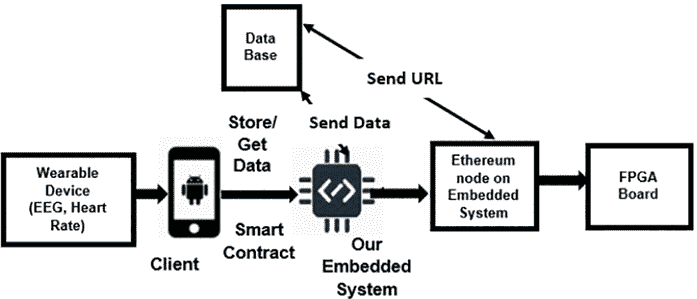 Data
Base
Send URL
Store/
Get
Data
Send Data
Wearable
Device
(EEG, Heart
Rate)
</>
Ethereum
node on
Embedded
System
FPGA
Board
Smart
Contract
Client
Our
Embedded
System